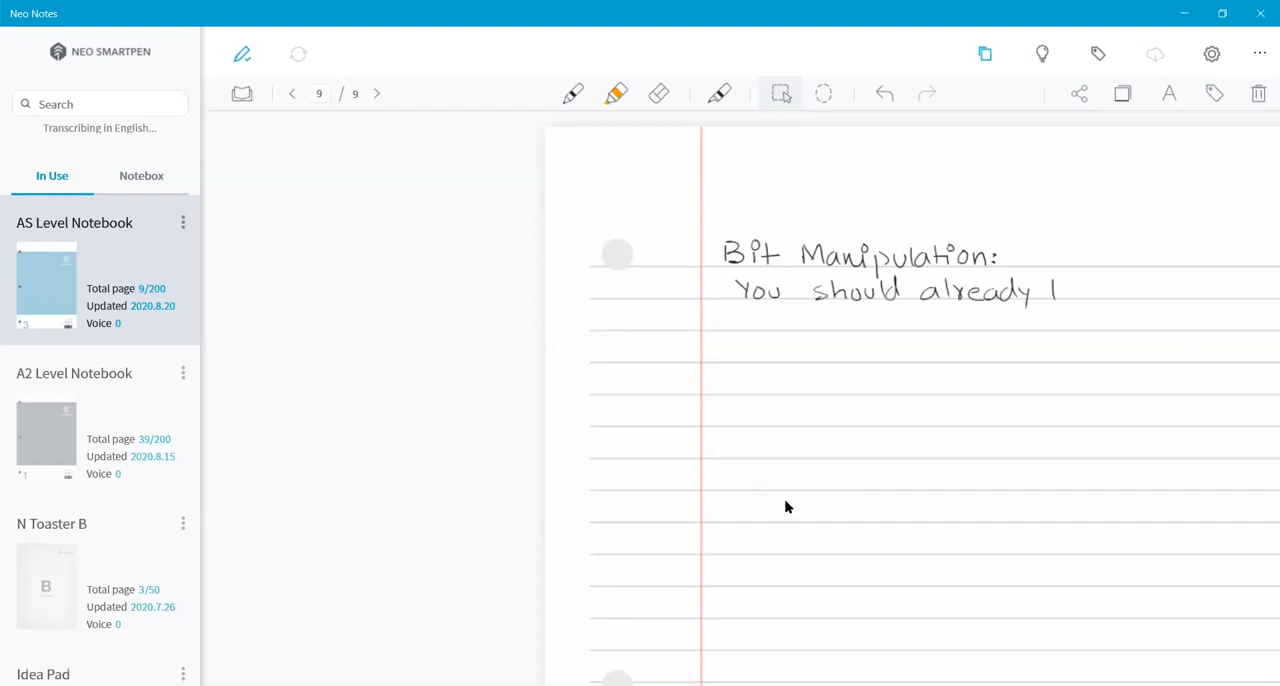 Neo Notes
NEO SMARTPEN
Search
Transcribing in English...
In Use
Notebox
AS Level Notebook
Total page 9/200
Updated 2020.8.20
Voice 0
A2 Level Notebook
Total page 39/200
Updated 2020.8.15
Voice 0
N Toaster B
B
Total page 3/50
Updated 2020.7.26
Voice 0
Idea Pad
9 / 9
Bit Manipulation:
You should already